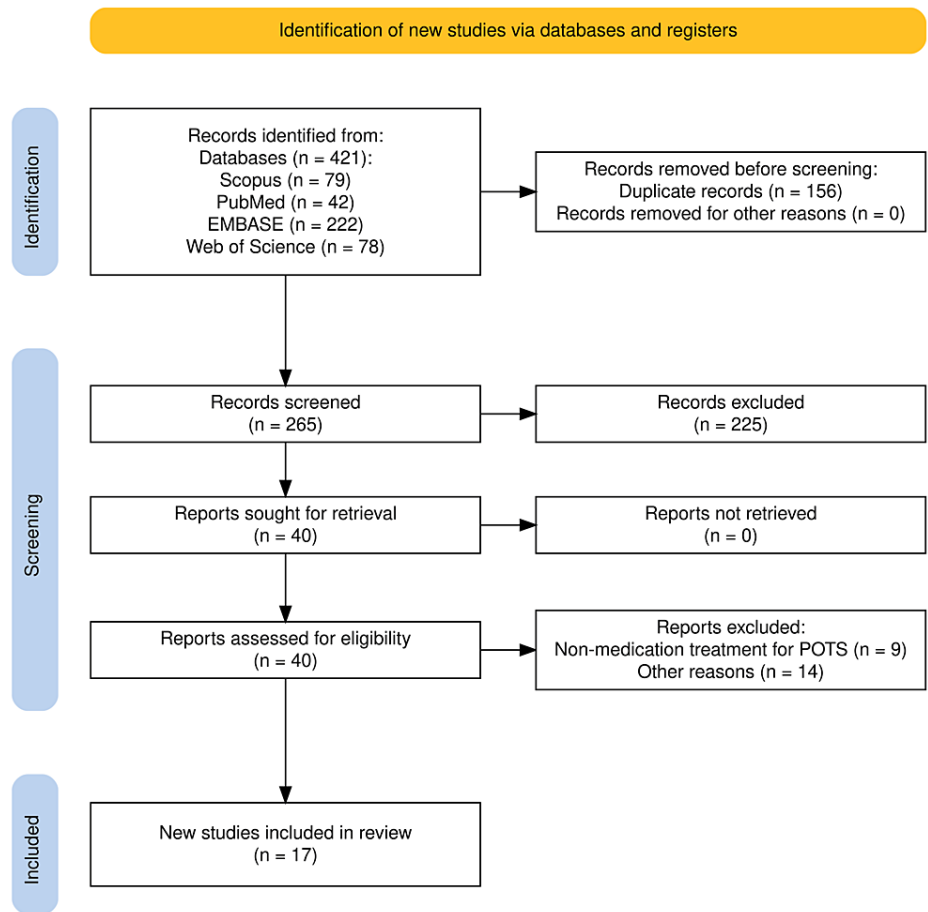 Identification of new studies via databases and registers
Identification
Records identified from:
Databases (n = 421):
Scopus (n = 79)
PubMed (n = 42)
EMBASE (n = 222)
Web of Science (n = 78)
Records removed before screening:
Duplicate records (n = 156)
Records removed for other reasons (n = 0)
Screening
Records screened
(n = 265)
Records excluded
(n = 225)
Reports sought for retrieval
(n = 40)
Reports not retrieved
(n = 0)
Reports assessed for eligibility
(n = 40)
Reports excluded:
Non-medication treatment for POTS (n = 9)
Other reasons (n = 14)
Included
New studies included in review
(n = 17)